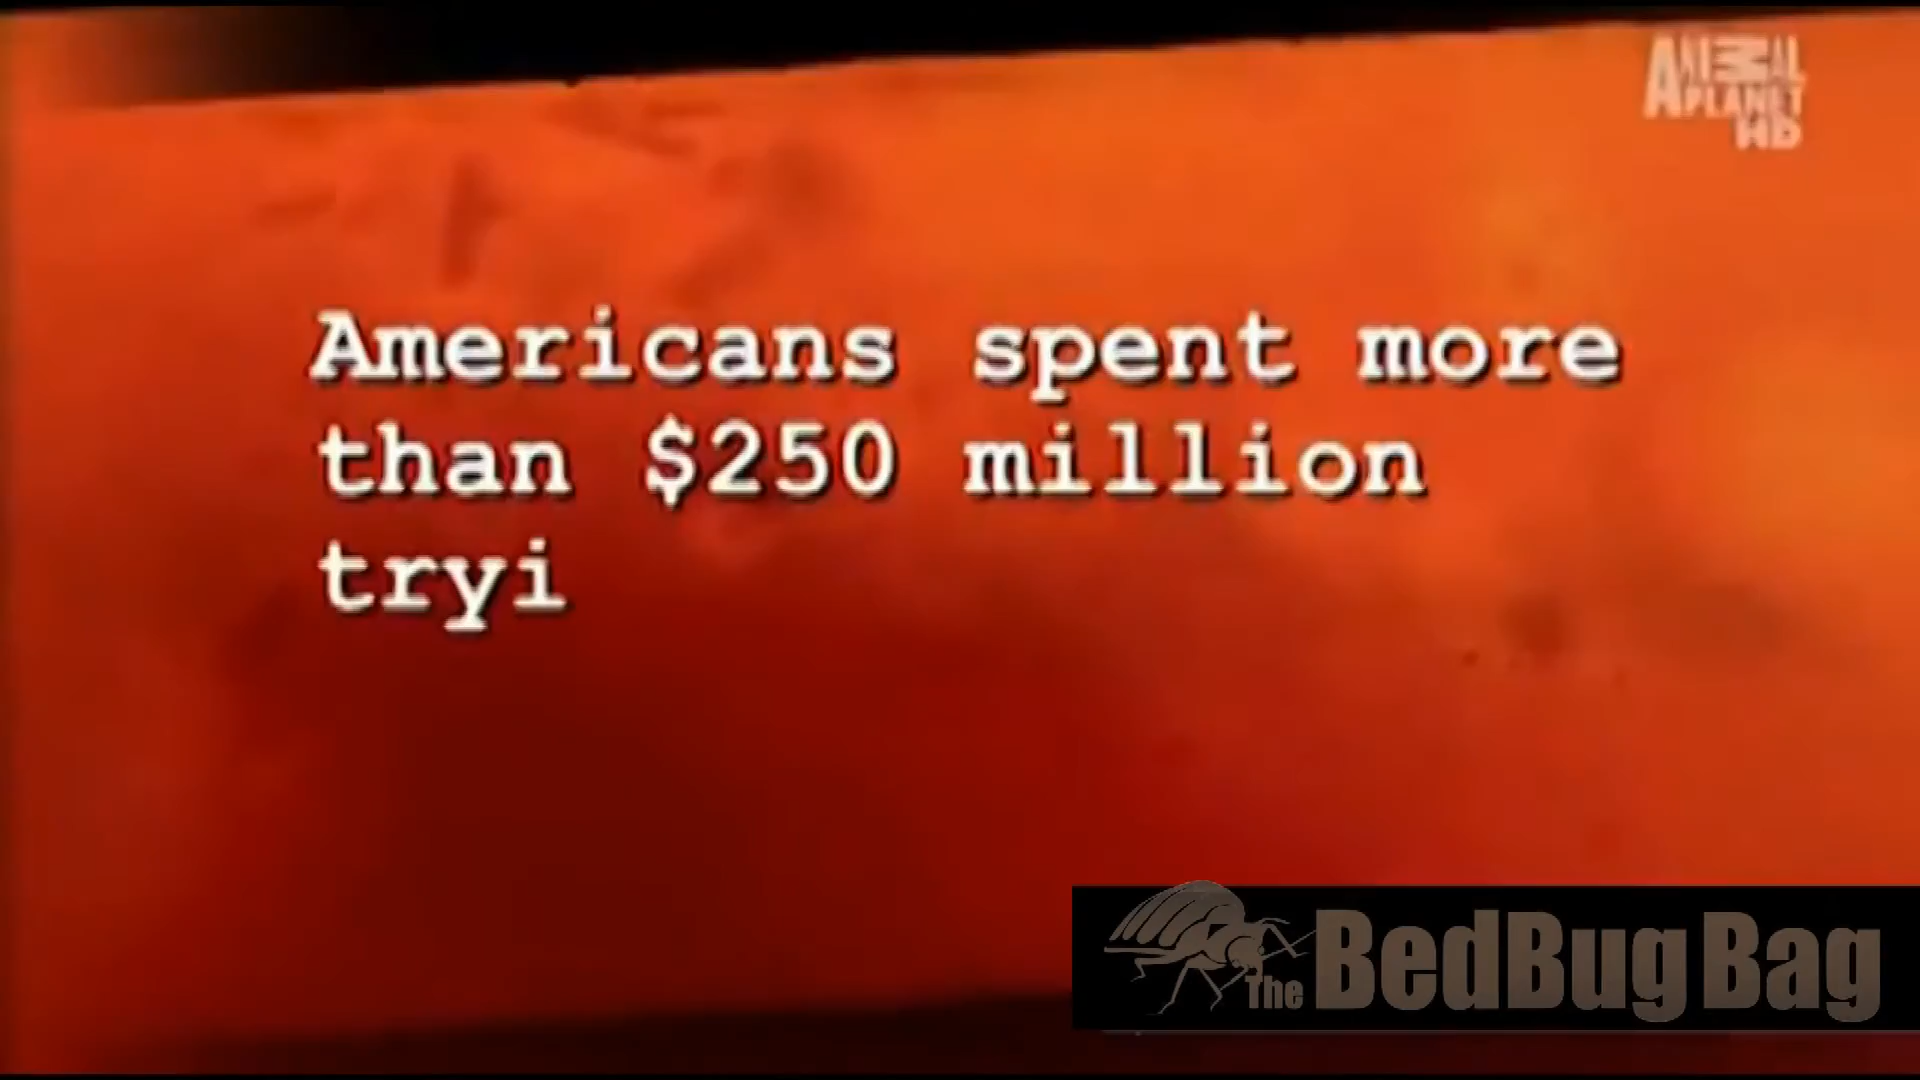 ANIMAL
PLANET
HD
Americans spent more
than $250 million
tryi
The BedBug Bag